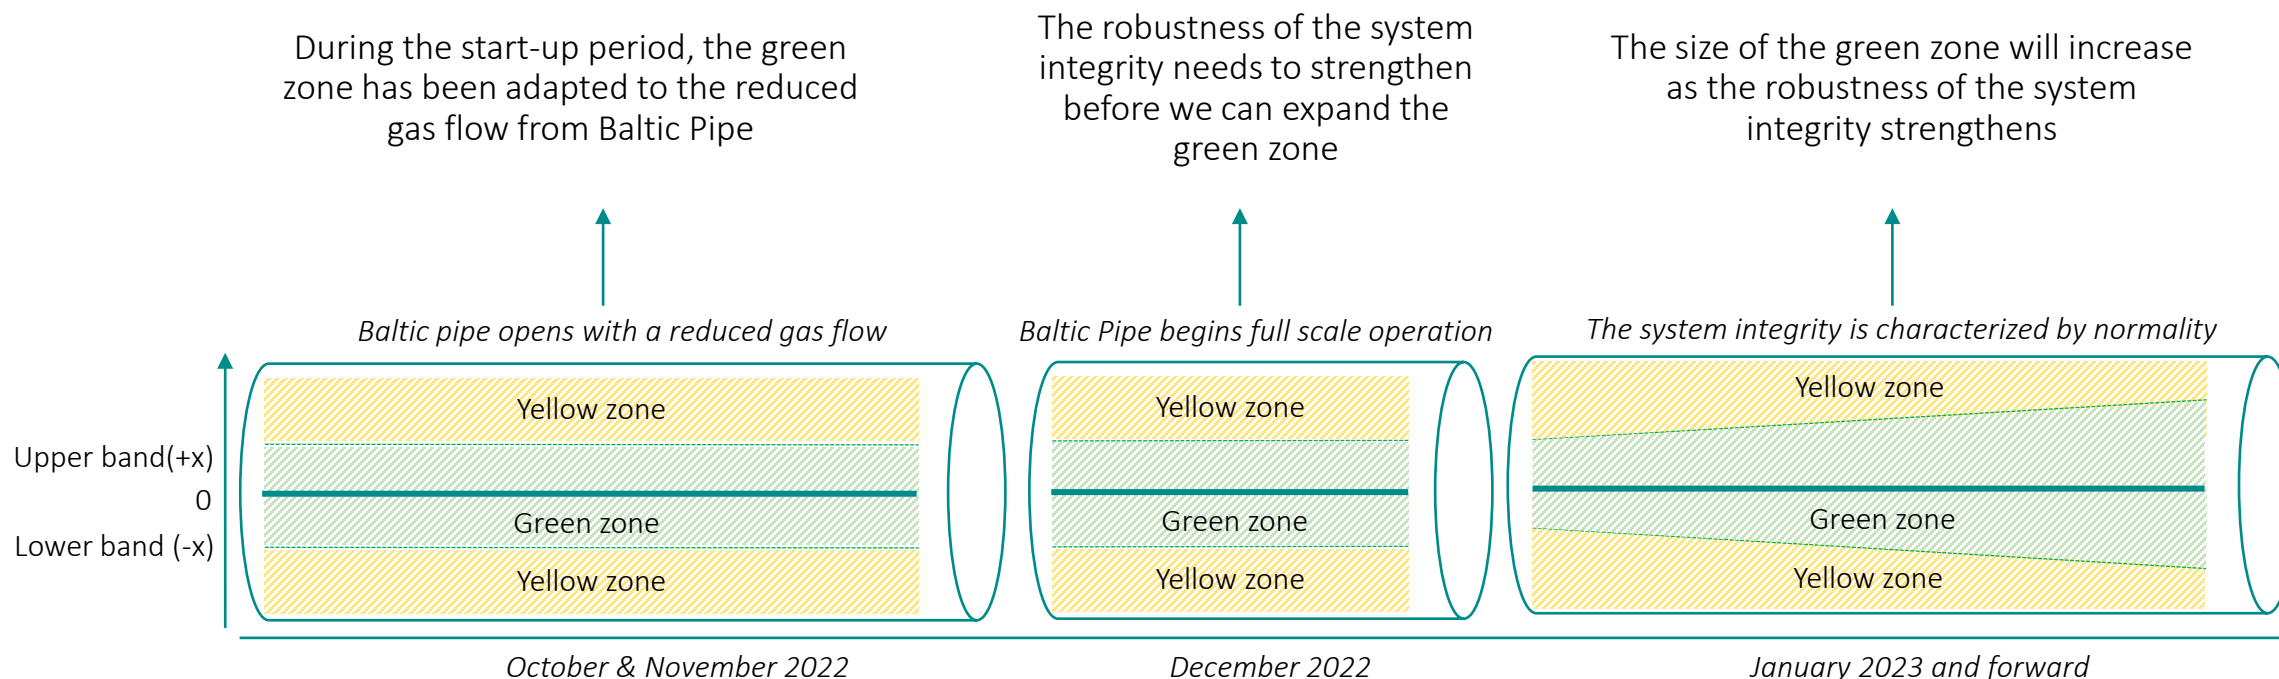 During the start-up period, the green
zone has been adapted to the reduced
gas flow from Baltic Pipe
The robustness of the system
integrity needs to strengthen
before we can expand the
green zone
The size of the green zone will increase
as the robustness of the system
integrity strengthens
Baltic pipe opens with a reduced gas flow
Baltic Pipe begins full scale operation
The system integrity is characterized by normality
Upper band(+x)
0
Lower band (-x)
Yellow zone
Green zone
Yellow zone
Yellow zone
Green zone
Yellow zone
Yellow zone
Green zone
Yellow zone
October & November 2022
December 2022
January 2023 and forward